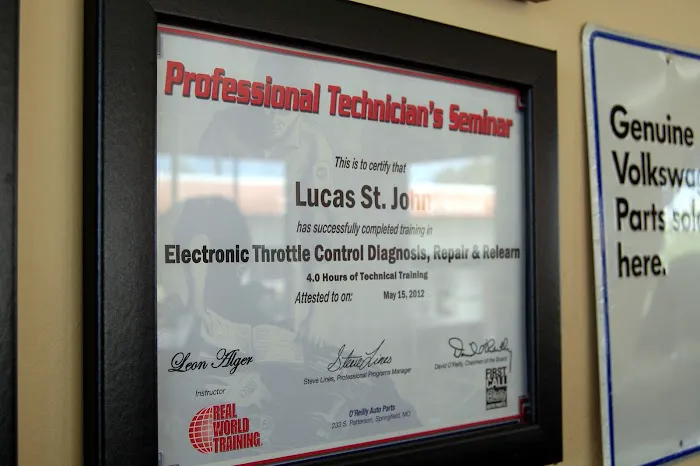 Professional Technician's Seminar
This is to certify that
Lucas St. John
has successfully completed training in
Electronic Throttle Control Diagnosis, Repair & Relearn
4.0 Hours of Technical Training
Attested to on: May 15, 2012
Leon Alger
Instructor
Steve Lines
Steve Lines, Professional Programs Manager
David O'Reilly, Chairman of the Board
REAL
WORLD
TRAINING
O'Reilly Auto Parts
233 S. Patterson, Springfield, MO
FIRST
CALL
Genuine
Volkswa
Parts sol
here.